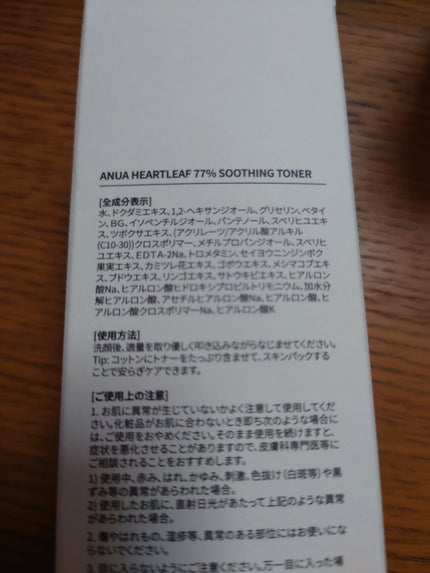 ANUA HEARTLEAF 77% SOOTHING TONER
[全成分表示]
水、ドクダミエキス、1,2-ヘキサンジオール、グリセリン、ベタイ
ン、BG、イソペンチルジオール、パンテノール、スベリヒユエキ
ス、ツボクサエキス、(アクリレーツ/アクリル酸アルキル
(C10-30))クロスポリマー、メチルプロパンジオール、スベリヒ
ユエキス、EDTA-2Na、トロメタミン、セイヨウニンジンボク
果実エキス、カミツレ花エキス、ゴボウエキス、メシマコブエキ
ス、ブドウエキス、リンゴエキス、サトウキビエキス、ヒアルロン
酸Na、ヒアルロン酸ヒドロキシプロピルトリモニウム、加水分
解ヒアルロン酸、アセチルヒアルロン酸Na、ヒアルロン酸、ヒ
アルロン酸クロスポリマーNa、ヒアルロン酸K
[使用方法]
洗顔後、適量を取り優しく叩き込みながらなじませてください。
Tip: コットンにトナーをたっぷり含ませて、スキンパックする
ことで安らぎケアできます。
[ご使用上の注意]
1. お肌に異常が生じていないかよく注意して使用してくだ
さい。化粧品がお肌に合わないとき即ち次のような場合に
は、ご使用をおやめください。そのまま使用を続けますと、
症状を悪化させることがありますので、皮膚科専門医等に
ご相談されることをおすすめします。
1) 使用中、赤み、はれ、かゆみ、刺激、色抜け(白斑等)や黒
ずみ等の異常があらわれた場合。
2) 使用したお肌に、直射日光があたって上記のような異常
があらわれた場合。
2. 傷やはれもの、湿疹等、異常のある部位にはお使いにな
らないでください。
3. 目に入らないようにご注意ください。万一目に入った場